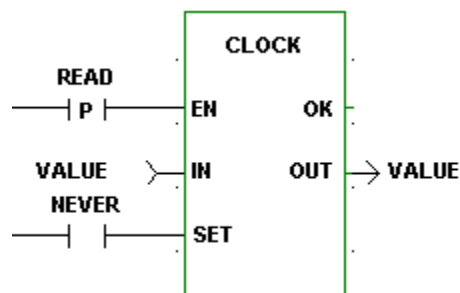 CLOCK
READ
P
EN OK
VALUE IN OUT VALUE
NEVER
SET